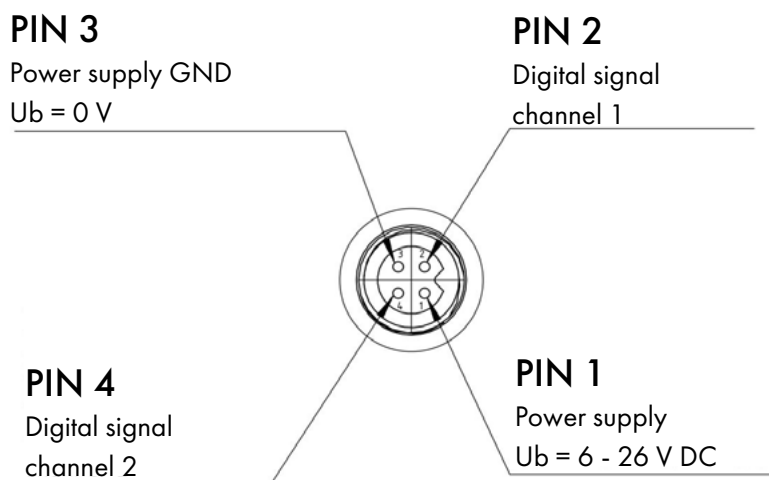 PIN 3
Power supply GND
Ub = 0 V
PIN 2
Digital signal
channel 1
3 2
4 1
PIN 4
Digital signal
channel 2
PIN 1
Power supply
Ub = 6 - 26 V DC